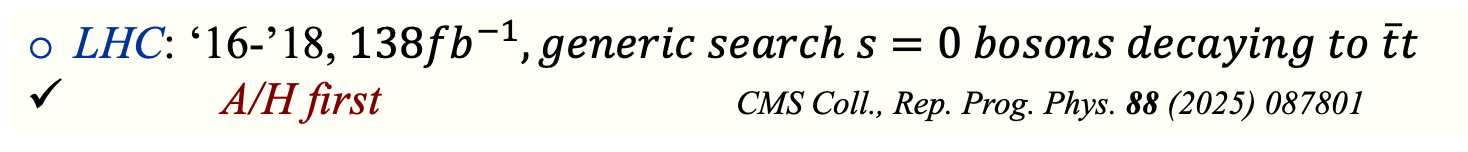 ○ LHC: ‘16-’18, 138fb⁻¹, generic search s = 0 bosons decaying to t̄t
✓ A/H first CMS Coll., Rep. Prog. Phys. 88 (2025) 087801